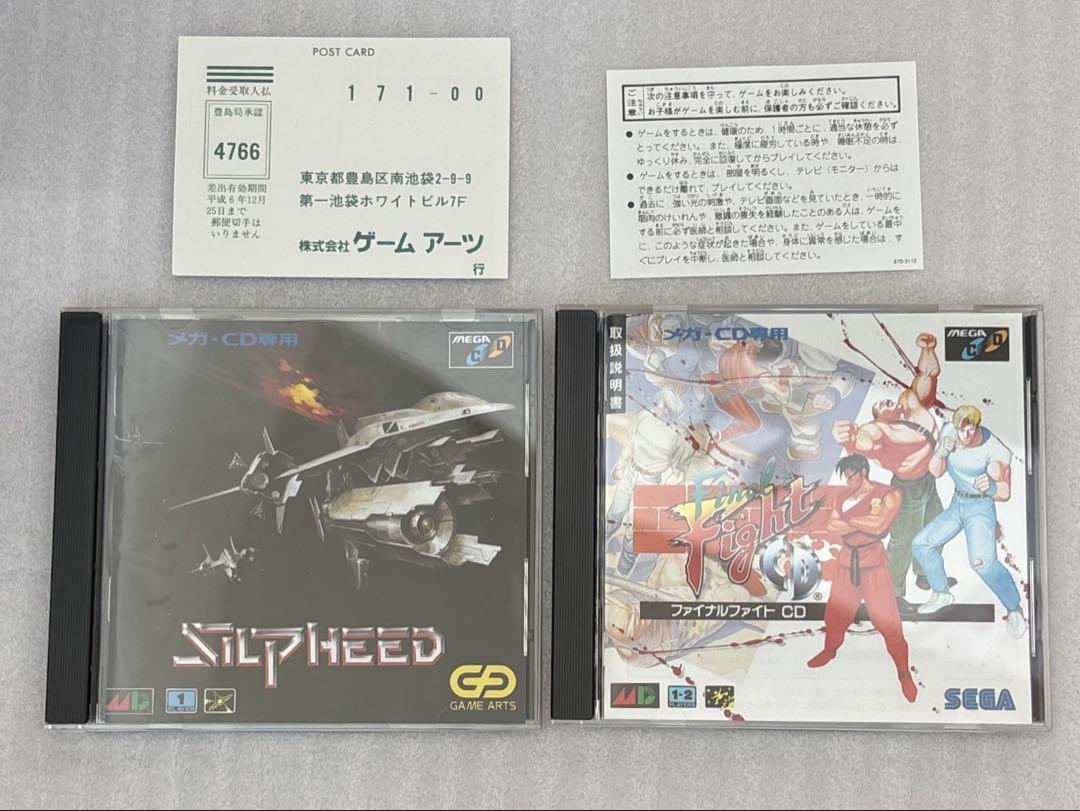 POST CARD
料金受取人払
豊島局承認
4766
差出有効期間
平成6年12月
25日まで
郵便切手は
いりません
171-00
東京都豊島区南池袋2-9-9
第一池袋ホワイトビル7F
株式会社 ゲーム アーツ
行
ご注意
次の注意事項を守って、ゲームをお楽しみください。
お子様がゲームを楽しむ前に、保護者の方も必ずご確認ください。
●ゲームをするときは、健康のため、1時間ごとに、適当な休憩を必ず
とってください。また、極度に疲労している時や、睡眠不足の時は、
ゆっくり休み、完全に回復してからプレイしてください。
●ゲームをするときは、部屋を明るくし、テレビ(モニター)からは
できるだけ離れて、プレイしてください。
●過去に、強い光の刺激や、テレビ画面などを見ていたとき、一時的に
筋肉のけいれんや、意識の喪失を経験したことのある人は、ゲームを
する前に必ず医師と相談してください。また、ゲームをしている最中
に、このような症状が起きた場合や、身体に異常を感じた場合は、す
ぐにプレイを中断し、医師と相談してください。
670-3112
メガ-CD専用
MEGA
CD
SILPHEED
MD
1
PLAYER
GAME ARTS
取扱説明書
メガ-CD専用
MEGA
CD
Final
Fight
CD
®
ファイナルファイト CD
MD
1-2
PLAYERS
SEGA